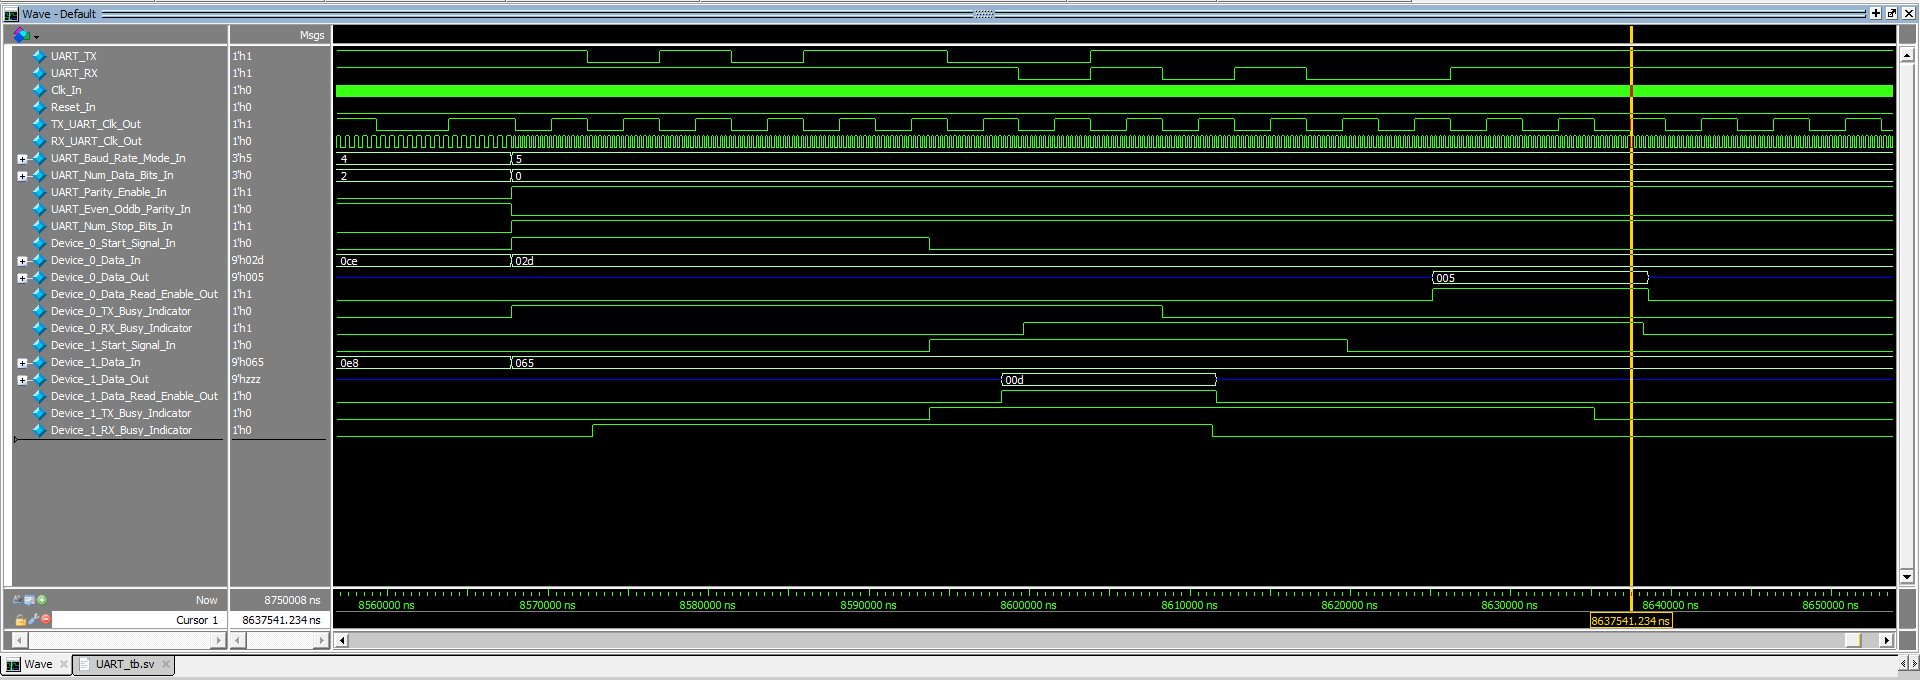 Wave - Default
Msgs
UART_TX 1'h1
UART_RX 1'h1
Clk_In 1'h0
Reset_In 1'h0
TX_UART_Clk_Out 1'h1
RX_UART_Clk_Out 1'h0
UART_Baud_Rate_Mode_In 3'h5 4 5
UART_Num_Data_Bits_In 3'h0 2 0
UART_Parity_Enable_In 1'h1
UART_Even_Oddb_Parity_In 1'h0
UART_Num_Stop_Bits_In 1'h1
Device_0_Start_Signal_In 1'h0
Device_0_Data_In 9'h02d 0ce 02d
Device_0_Data_Out 9'h005 005
Device_0_Data_Read_Enable_Out 1'h1
Device_0_TX_Busy_Indicator 1'h0
Device_0_RX_Busy_Indicator 1'h1
Device_1_Start_Signal_In 1'h0
Device_1_Data_In 9'h065 0e8 065
Device_1_Data_Out 9'hzzz 00d
Device_1_Data_Read_Enable_Out 1'h0
Device_1_TX_Busy_Indicator 1'h0
Device_1_RX_Busy_Indicator 1'h0
Now 8750008 ns 8560000 ns 8570000 ns 8580000 ns 8590000 ns 8600000 ns 8610000 ns 8620000 ns 8630000 ns 8640000 ns 8650000 ns
Cursor 1 8637541.234 ns 8637541.234 ns
Wave UART_tb.sv